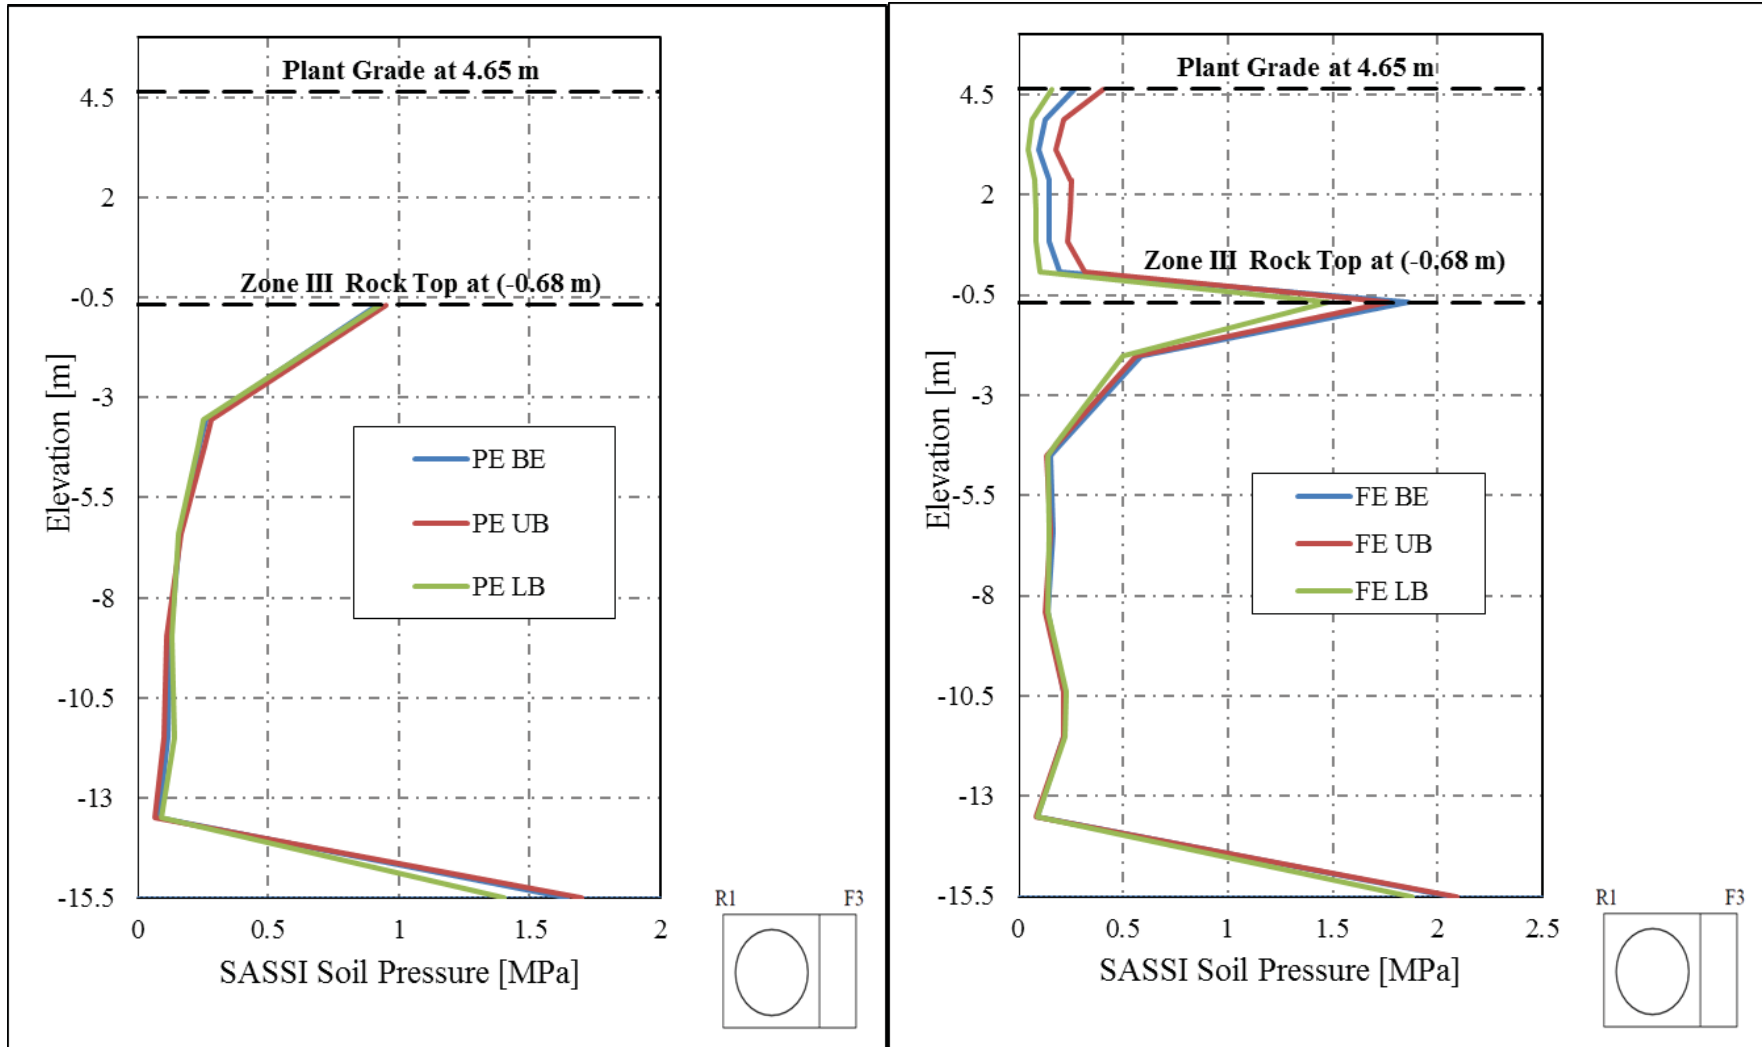 Plant Grade at 4.65 m
4.5
2
Zone III Rock Top at (-0.68 m)
-0.5
-3
-5.5
-8
-10.5
-13
-15.5
Elevation [m]
PE BE
PE UB
PE LB
0 0.5 1 1.5 2
SASSI Soil Pressure [MPa]
R1 F3
Plant Grade at 4.65 m
4.5
2
Zone III Rock Top at (-0.68 m)
-0.5
-3
-5.5
-8
-10.5
-13
-15.5
Elevation [m]
FE BE
FE UB
FE LB
0 0.5 1 1.5 2 2.5
SASSI Soil Pressure [MPa]
R1 F3